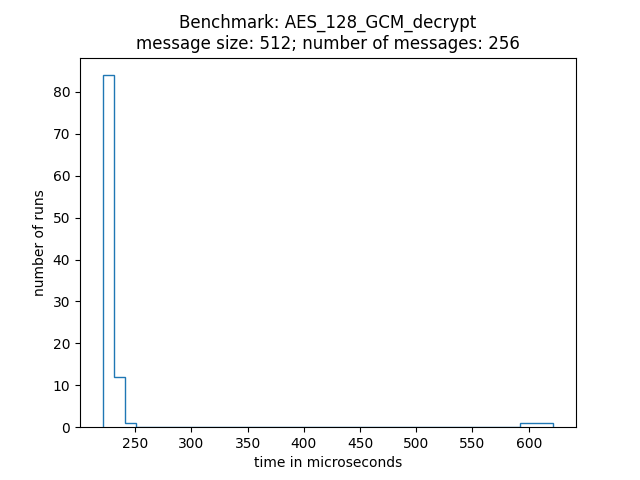 Benchmark: AES_128_GCM_decrypt
message size: 512; number of messages: 256
80
70
60
50
40
30
20
10
0
number of runs
250 300 350 400 450 500 550 600
time in microseconds